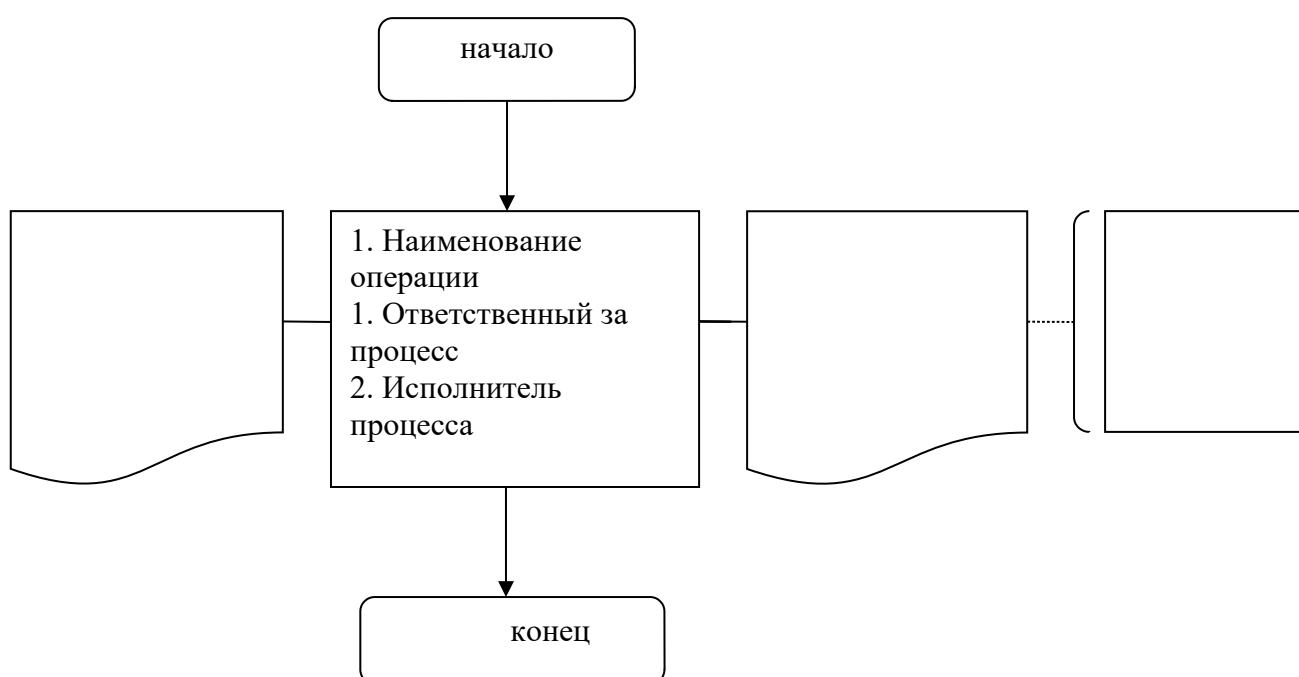 начало
1. Наименование
операции
1. Ответственный за
процесс
2. Исполнитель
процесса
конец